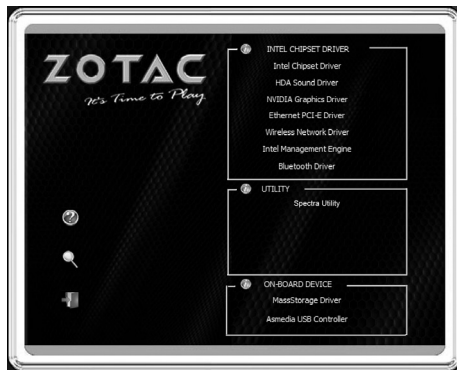 ZOTAC
It's Time to Play
INTEL CHIPSET DRIVER
Intel Chipset Driver
HDA Sound Driver
NVIDIA Graphics Driver
Ethernet PCI-E Driver
Wireless Network Driver
Intel Management Engine
Bluetooth Driver
UTILITY
Spectra Utility
ON-BOARD DEVICE
MassStorage Driver
Asmedia USB Controller